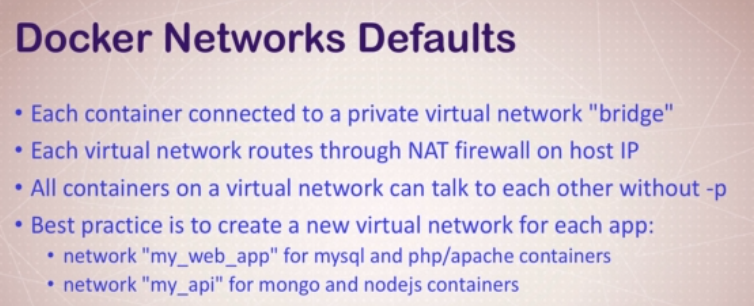 Docker Networks Defaults
• Each container connected to a private virtual network "bridge"
• Each virtual network routes through NAT firewall on host IP
• All containers on a virtual network can talk to each other without -p
• Best practice is to create a new virtual network for each app:
• network "my_web_app" for mysql and php/apache containers
• network "my_api" for mongo and nodejs containers